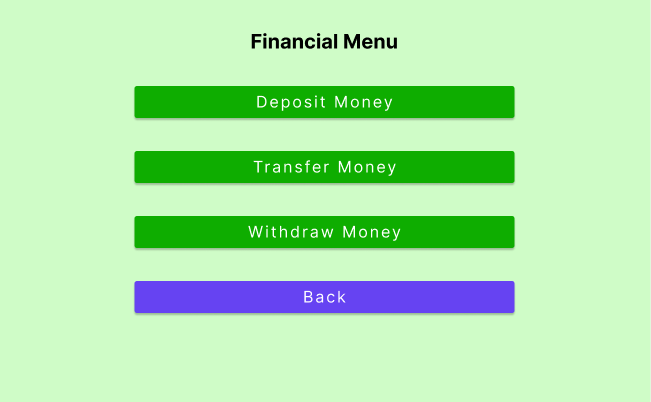 Financial Menu
Deposit Money
Transfer Money
Withdraw Money
Back